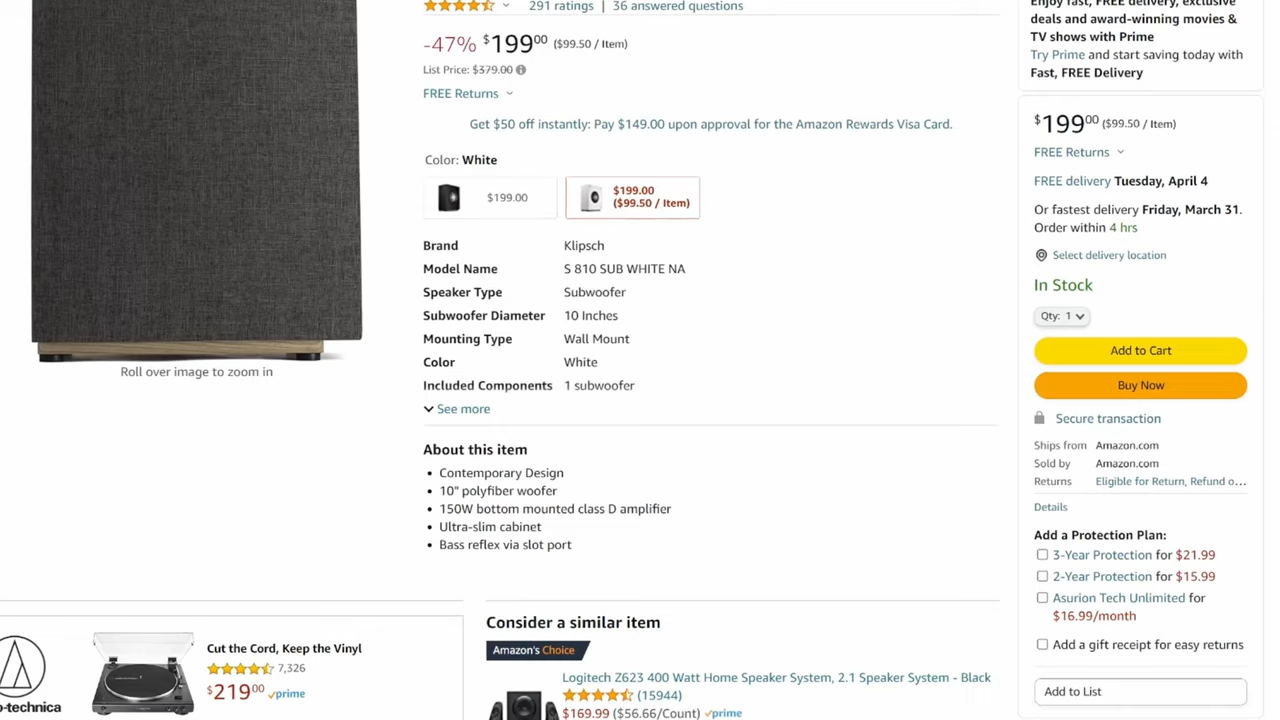 291 ratings | 36 answered questions
-47% $19900 ($99.50 / Item)
List Price: $379.00
FREE Returns
Get $50 off instantly: Pay $149.00 upon approval for the Amazon Rewards Visa Card.
Color: White
$199.00
$199.00
($99.50 / Item)
Brand Klipsch
Model Name S 810 SUB WHITE NA
Speaker Type Subwoofer
Subwoofer Diameter 10 Inches
Mounting Type Wall Mount
Color White
Included Components 1 subwoofer
See more
About this item
• Contemporary Design
• 10" polyfiber woofer
• 150W bottom mounted class D amplifier
• Ultra-slim cabinet
• Bass reflex via slot port
Roll over image to zoom in
Enjoy fast, FREE delivery, exclusive
deals and award-winning movies &
TV shows with Prime
Try Prime and start saving today with
Fast, FREE Delivery
$19900 ($99.50 / Item)
FREE Returns
FREE delivery Tuesday, April 4
Or fastest delivery Friday, March 31.
Order within 4 hrs
Select delivery location
In Stock
Qty: 1
Add to Cart
Buy Now
Secure transaction
Ships from Amazon.com
Sold by Amazon.com
Returns Eligible for Return, Refund o...
Details
Add a Protection Plan:
3-Year Protection for $21.99
2-Year Protection for $15.99
Asurion Tech Unlimited for
$16.99/month
Add a gift receipt for easy returns
Add to List
o-technica
Cut the Cord, Keep the Vinyl
7,326
$21900 prime
Consider a similar item
Amazon's Choice
Logitech Z623 400 Watt Home Speaker System, 2.1 Speaker System - Black
(15944)
$169.99 ($56.66/Count) prime